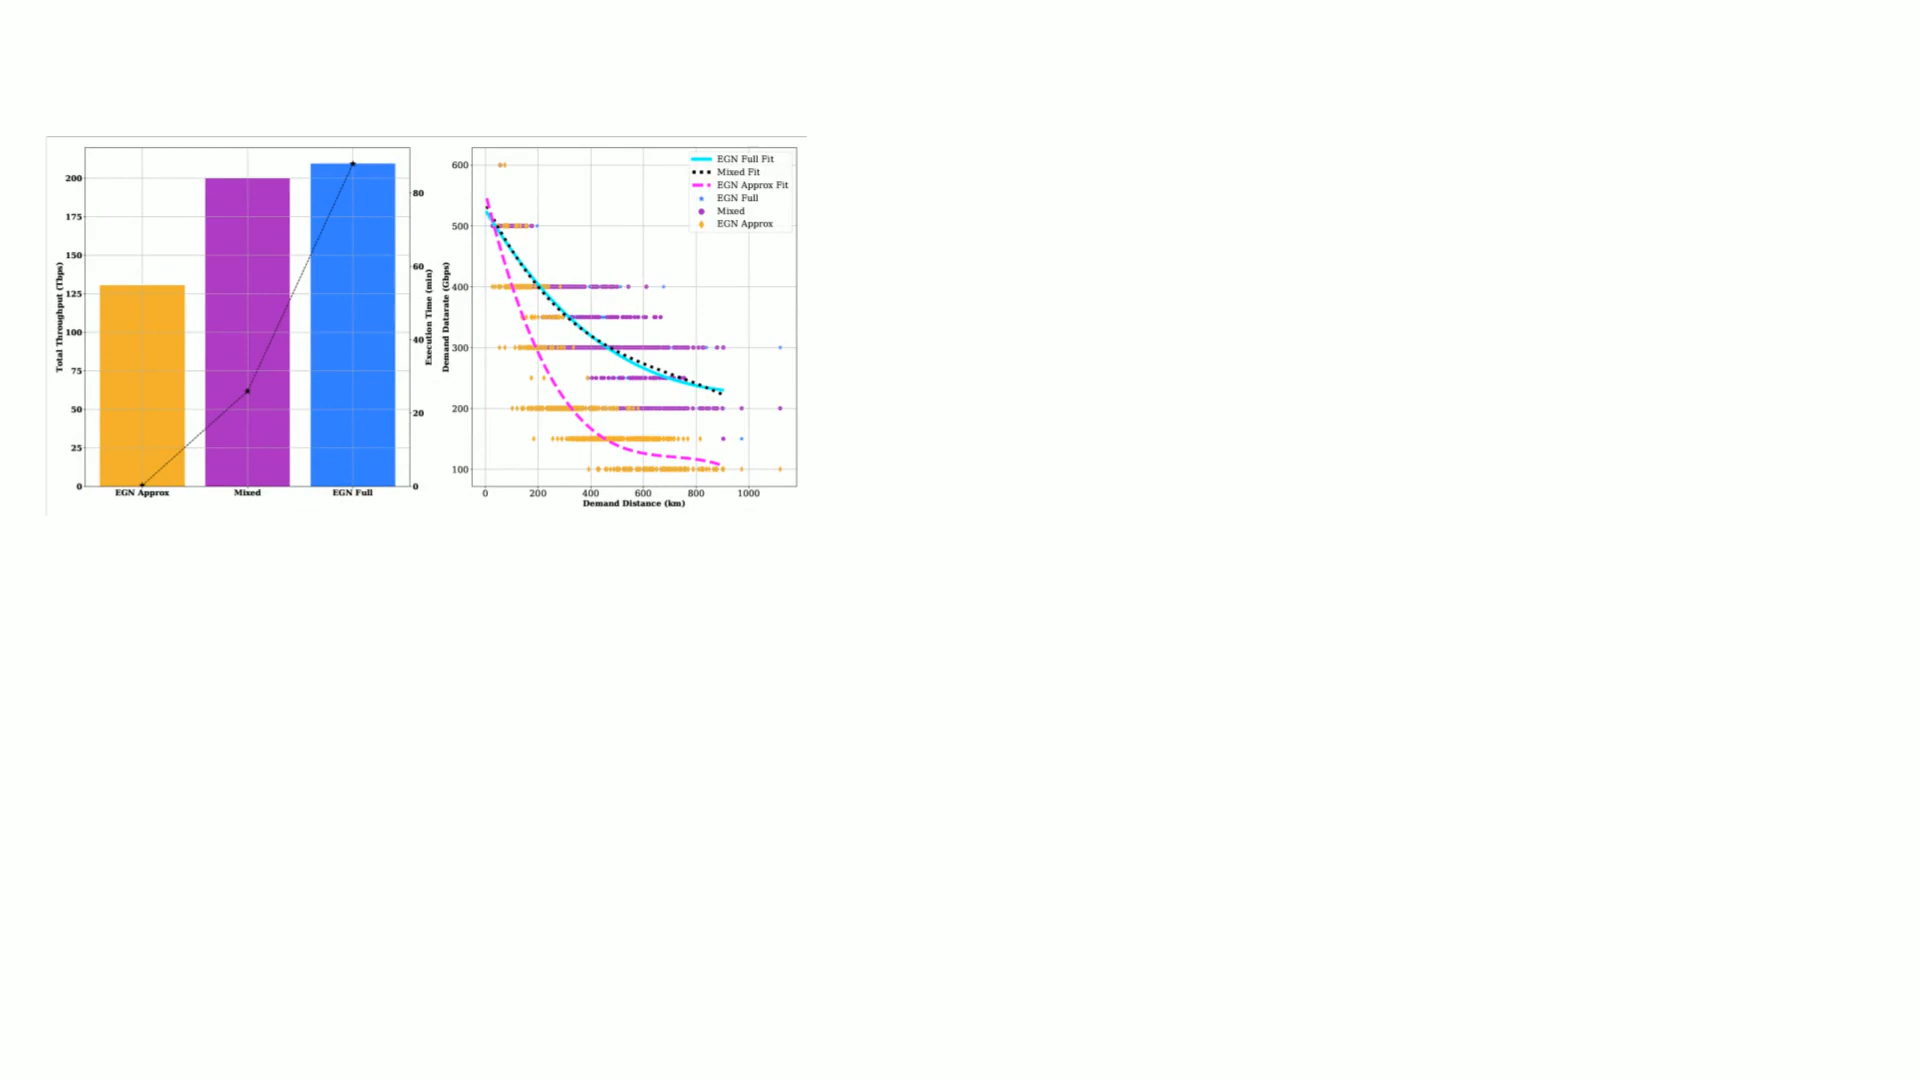 Total Throughput (Tbps)
200
175
150
125
100
75
50
25
0
EGN Approx
Mixed
EGN Full
80
60
40
20
0
Execution Time (min)
Demand Datarate (Gbps)
600
500
400
300
200
100
0
200
400
600
800
1000
Demand Distance (km)
EGN Full Fit
Mixed Fit
EGN Approx Fit
EGN Full
Mixed
EGN Approx